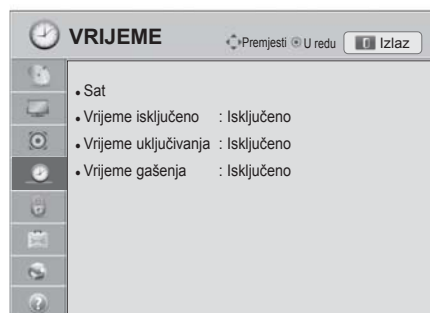 VRIJEME Premjesti U redu Izlaz
• Sat
• Vrijeme isključeno : Isključeno
• Vrijeme uključivanja : Isključeno
• Vrijeme gašenja : Isključeno